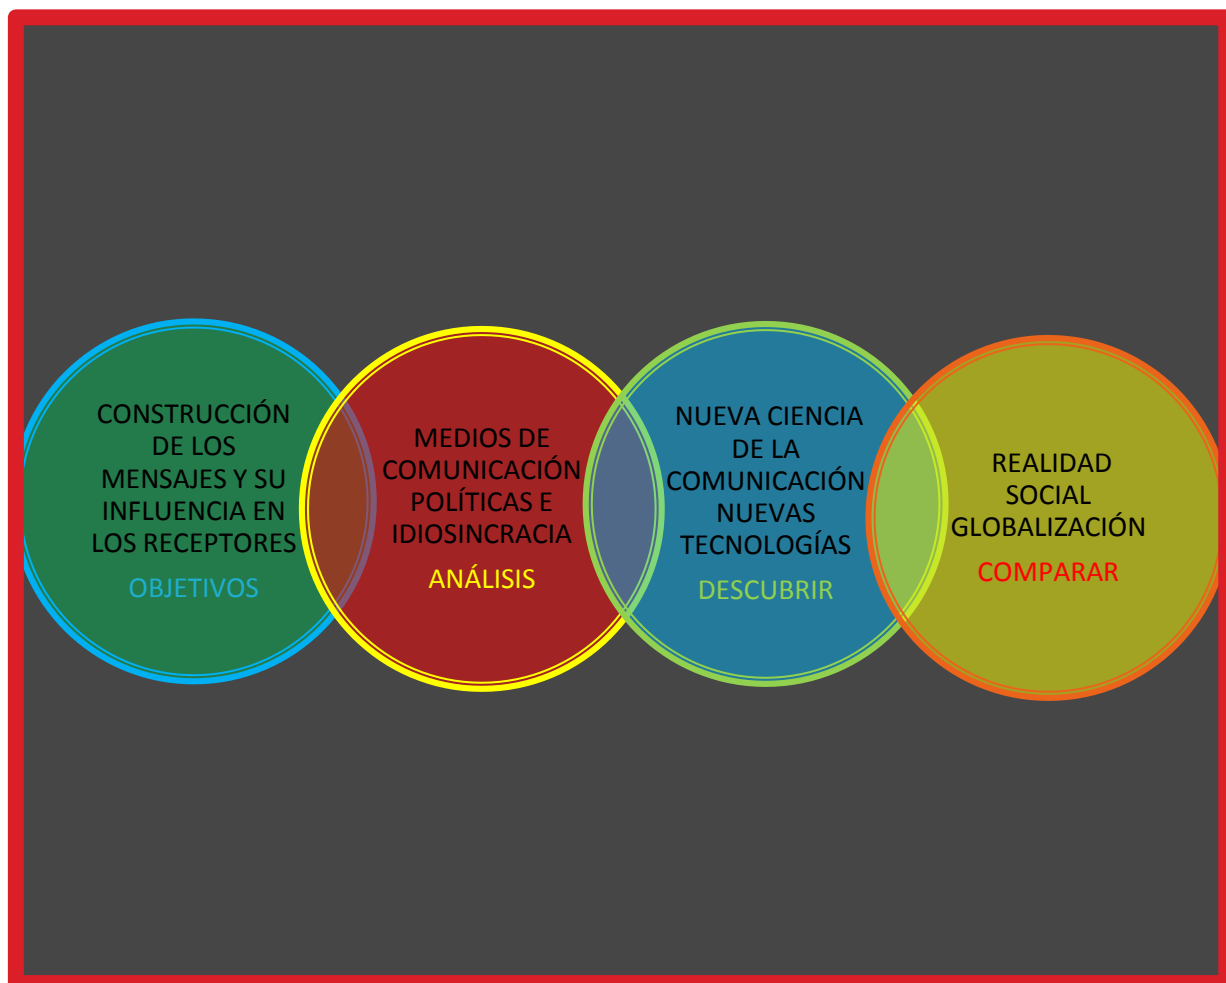 CONSTRUCCIÓN
DE LOS
MENSAJES Y SU
INFLUENCIA EN
LOS RECEPTORES
OBJETIVOS
MEDIOS DE
COMUNICACIÓN
POLÍTICAS E
IDIOSINCRACIA
ANÁLISIS
NUEVA CIENCIA
DE LA
COMUNICACIÓN
NUEVAS
TECNOLOGÍAS
DESCUBRIR
REALIDAD
SOCIAL
GLOBALIZACIÓN
COMPARAR